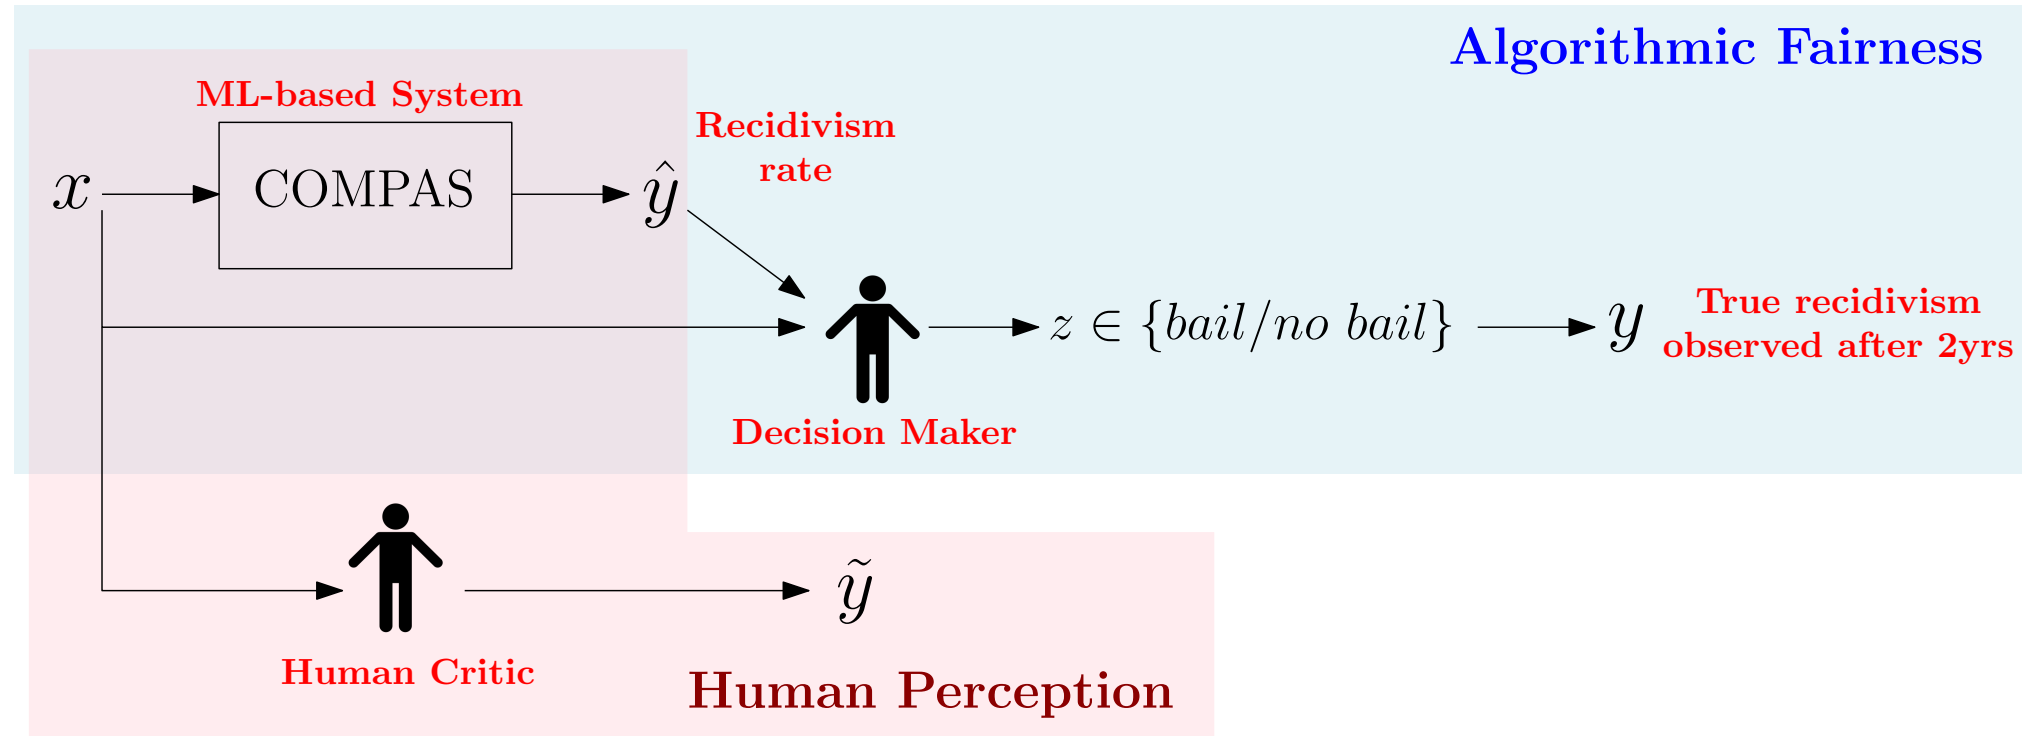 Algorithmic Fairness
ML-based System
Recidivism
rate
x
COMPAS
ŷ
z ∈ {bail/no bail}
y
True recidivism
observed after 2yrs
Decision Maker
ỹ
Human Critic
Human Perception